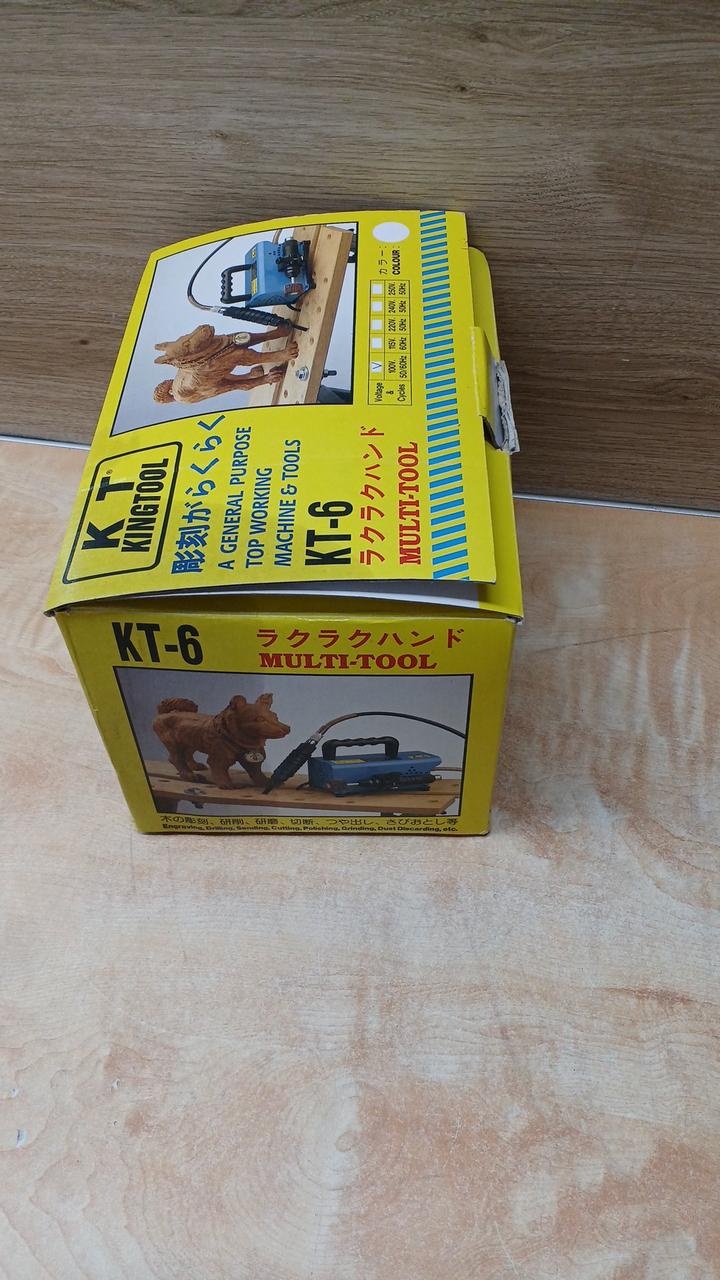 K T®
KINGTOOL
彫刻がらくらく
A GENERAL PURPOSE
TOP WORKING
MACHINE & TOOLS
KT-6
ラクラクハンド
MULTI-TOOL
Voltage & Cycles
100V. 50/60Hz
115V. 60Hz
220V. 50Hz
240V. 50Hz
250V. 50Hz
カラー:
COLOUR:
KT-6
ラクラクハンド
MULTI-TOOL
木の彫刻、研削、研磨、切断、つや出し、さびおとし等
Engraving, Drilling, Sanding, Cutting, Polishing, Grinding, Dust Discarding, etc.